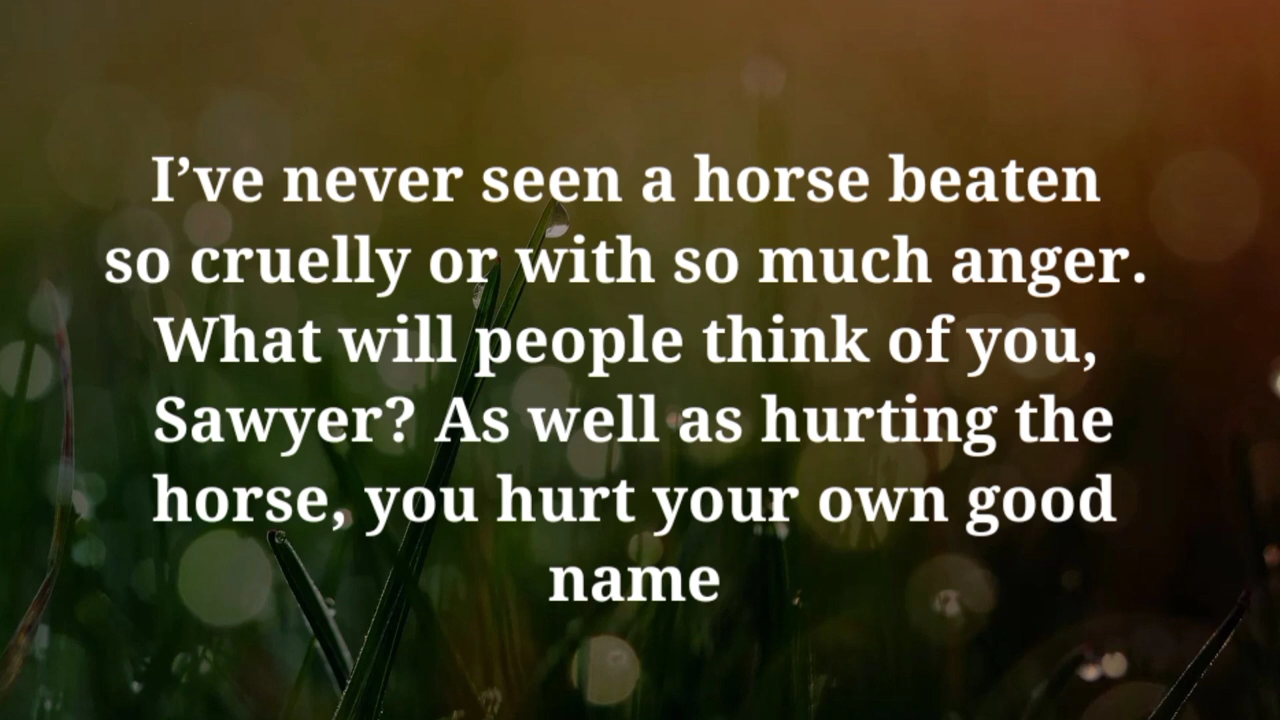 I’ve never seen a horse beaten
so cruelly or with so much anger.
What will people think of you,
Sawyer? As well as hurting the
horse, you hurt your own good
name